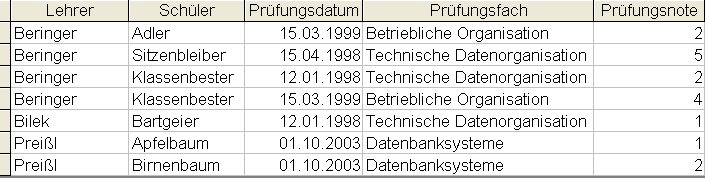 Lehrer Schüler Prüfungsdatum Prüfungsfach Prüfungsnote
Beringer Adler 15.03.1999 Betriebliche Organisation 2
Beringer Sitzenbleiber 15.04.1998 Technische Datenorganisation 5
Beringer Klassenbester 12.01.1998 Technische Datenorganisation 2
Beringer Klassenbester 15.03.1999 Betriebliche Organisation 4
Bilek Bartgeier 12.01.1998 Technische Datenorganisation 1
Preißl Apfelbaum 01.10.2003 Datenbanksysteme 1
Preißl Birnenbaum 01.10.2003 Datenbanksysteme 2